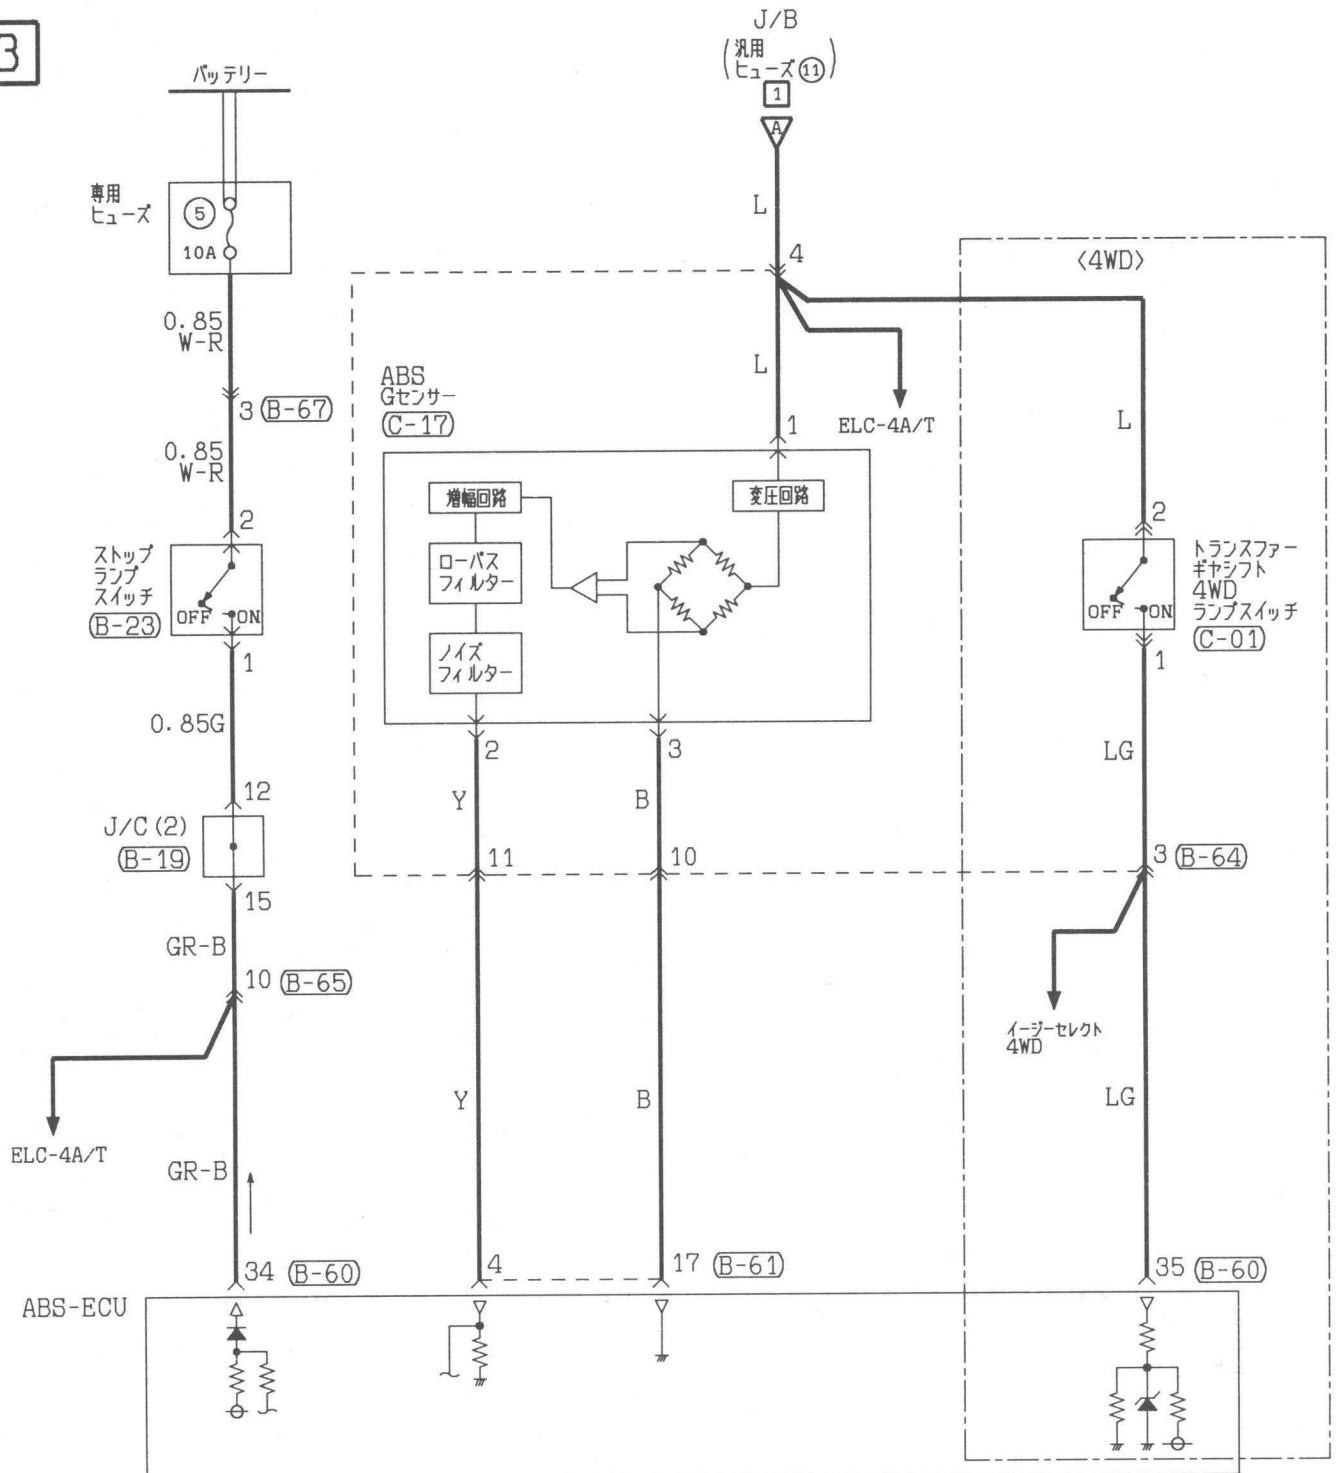 3
バッテリー
専用
ヒューズ
5
10A
0.85
W-R
3 (B-67)
0.85
W-R
2
ストップ
ランプ
スイッチ
(B-23)
OFF
ON
1
0.85G
12
J/C(2)
(B-19)
15
GR-B
10 (B-65)
ELC-4A/T
GR-B
34 (B-60)
ABS-ECU
J/B
(汎用
ヒューズ⑪)
1
A
L
4
L
ELC-4A/T
ABS
Gセンサー
(C-17)
1
増幅回路
変圧回路
ローパス
フィルター
ノイズ
フィルター
2
3
Y
B
11
10
Y
B
4
17 (B-61)
〈4WD〉
L
2
トランスファー
ギヤシフト
4WD
ランプスイッチ
(C-01)
OFF
ON
1
LG
3 (B-64)
イージーセレクト
4WD
LG
35 (B-60)